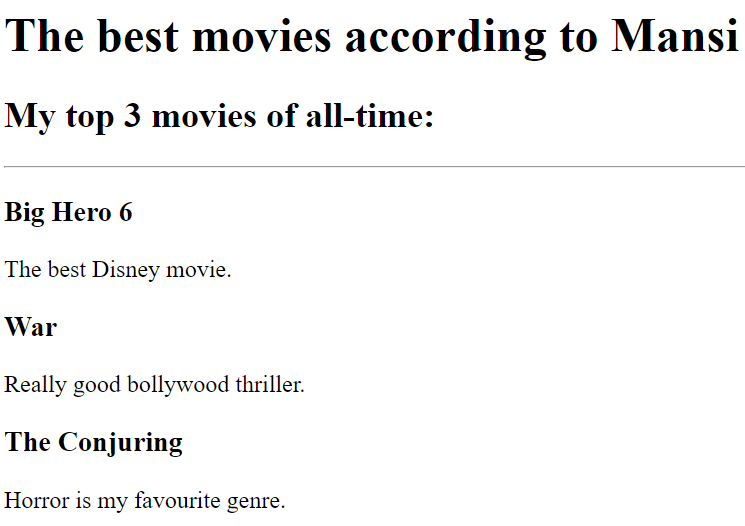 The best movies according to Mansi
My top 3 movies of all-time:
Big Hero 6
The best Disney movie.
War
Really good bollywood thriller.
The Conjuring
Horror is my favourite genre.